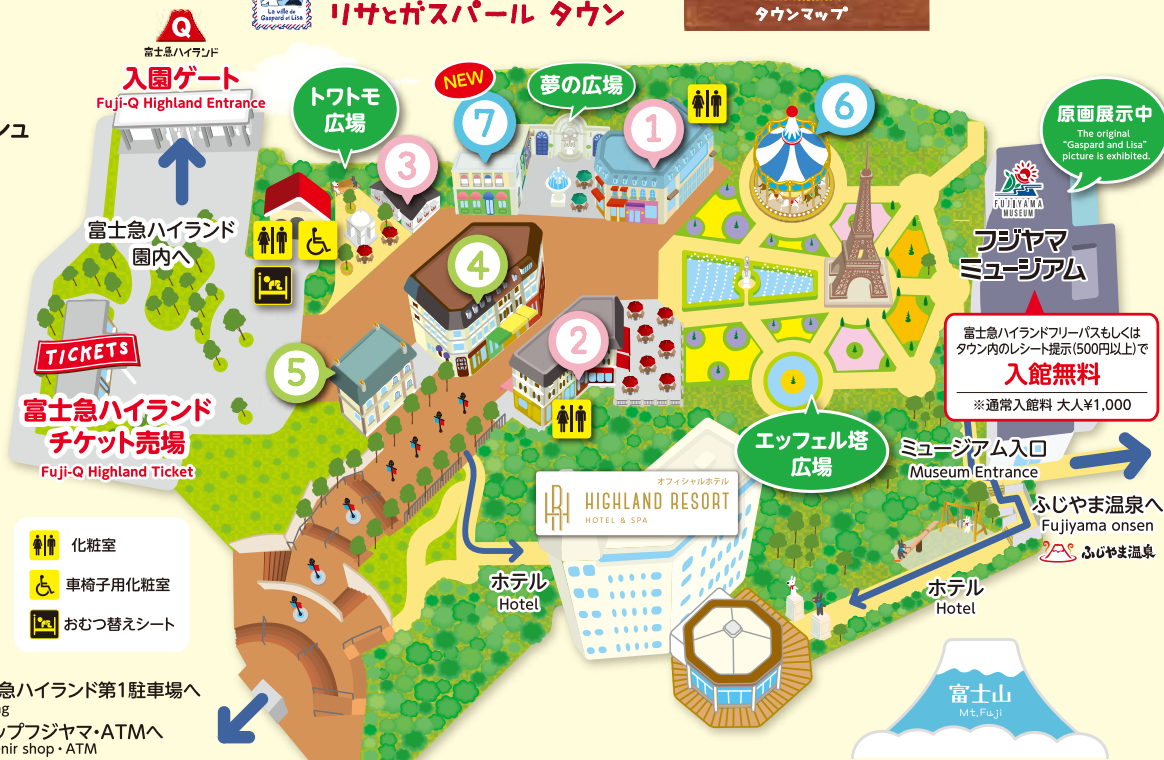 La ville de
Gaspard et Lisa
リサとガスパール タウン
タウンマップ
Q
富士急ハイランド
入園ゲート
Fuji-Q Highland Entrance
トワトモ
広場
NEW
夢の広場
7
1
6
3
原画展示中
The original
"Gaspard and Lisa"
picture is exhibited.
ンュ
富士急ハイランド
園内へ
FUJIYAMA
MUSEUM
フジヤマ
ミュージアム
4
2
5
TICKETS
富士急ハイランド
チケット売場
Fuji-Q Highland Ticket
富士急ハイランドフリーパスもしくは
タウン内のレシート提示(500円以上)で
入館無料
※通常入館料 大人¥1,000
エッフェル塔
広場
ミュージアム入口
Museum Entrance
オフィシャルホテル
HIGHLAND RESORT
HOTEL & SPA
ふじやま温泉へ
Fujiyama onsen
ふじやま温泉
化粧室
車椅子用化粧室
おむつ替えシート
ホテル
Hotel
ホテル
Hotel
急ハイランド第1駐車場へ
ng
ップフジヤマ・ATMへ
enir shop・ATM
富士山
Mt.Fuji